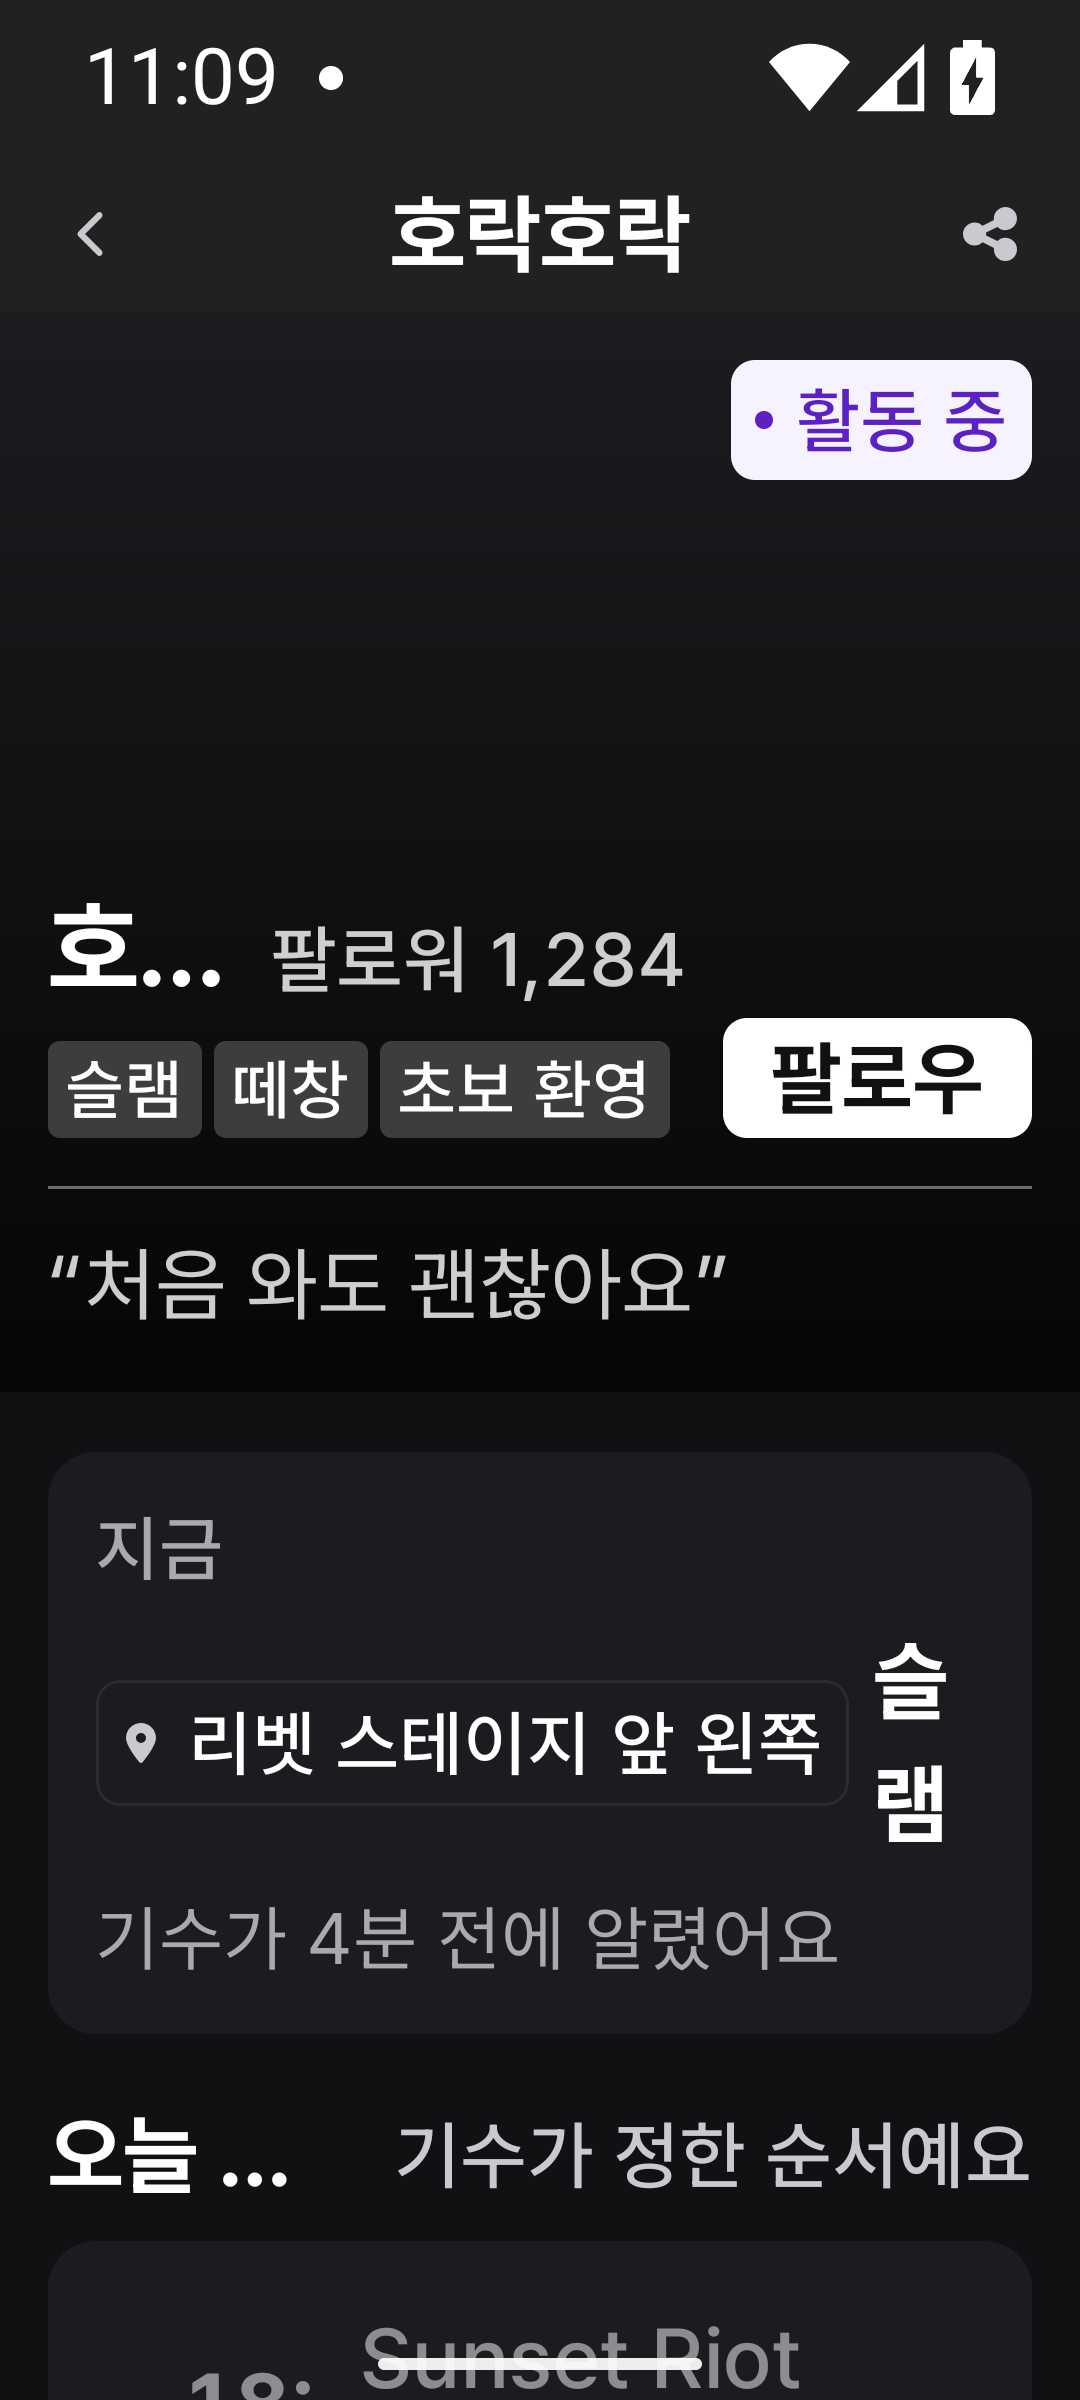 11:09
호락호락
• 활동 중
호... 팔로워 1,284
슬램 떼창 초보 환영 팔로우
“처음 와도 괜찮아요”
지금
리벳 스테이지 앞 왼쪽 슬
램
기수가 4분 전에 알렸어요
오늘 ... 기수가 정한 순서예요
Sunset Riot
18: